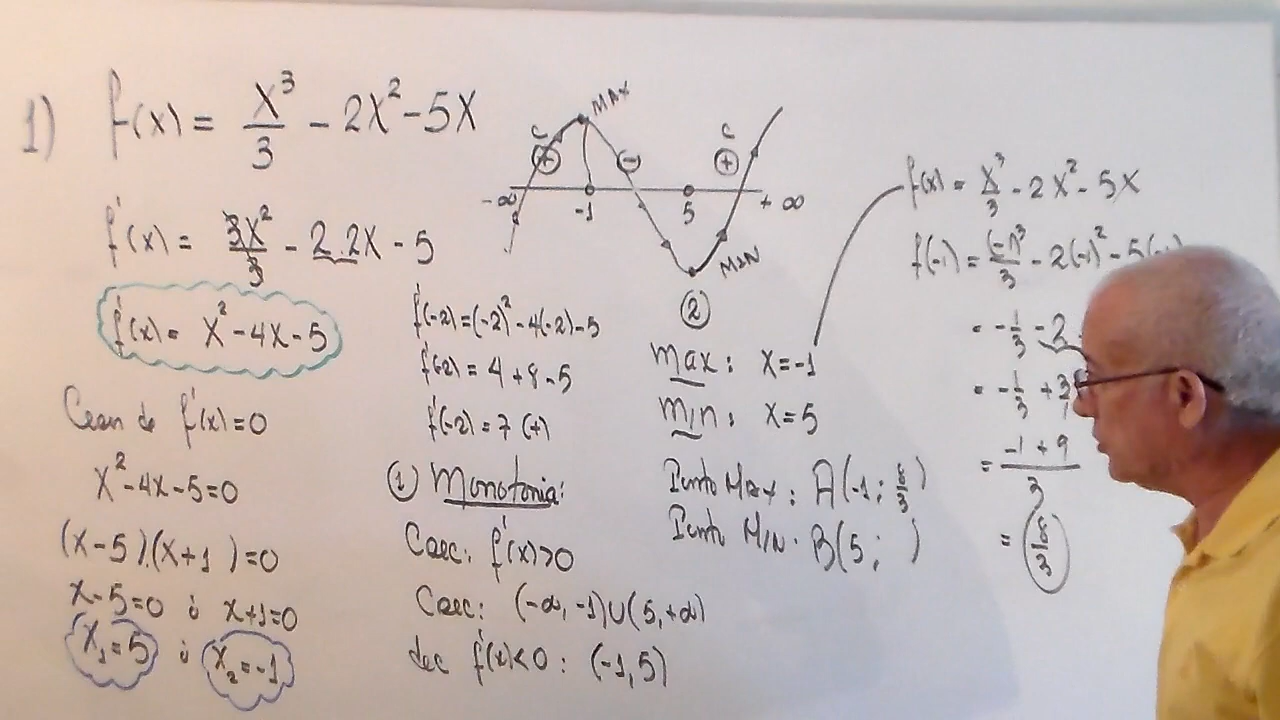 1) f(x) = x³/3 - 2x² - 5x
f'(x) = 3x²/3 - 2.2x - 5
f'(x) = x² - 4x - 5
f'(x) = 0
x² - 4x - 5 = 0
(x - 5).(x + 1) = 0
x - 5 = 0 ó x + 1 = 0
x₁ = 5 ó x₂ = -1
C + MAX - C +
-∞ -1 5 +∞
MIN
f'(-2) = (-2)² - 4(-2) - 5
f'(-2) = 4 + 8 - 5
f'(-2) = 7 (+)
① Monotonía:
Crec: f'(x) > 0
Crec: (-∞, -1) ∪ (5, +∞)
dec f'(x) < 0 : (-1, 5)
②
max: x = -1
min: x = 5
Punto Max: A(-1; 8/3)
Punto MIN. B(5; )
f(x) = x³/3 - 2x² - 5x
f(-1) = (-1)³/3 - 2(-1)² - 5(-1)
= -1/3 - 2
= -1/3 + 3
= (-1 + 9)/3
= 8/3